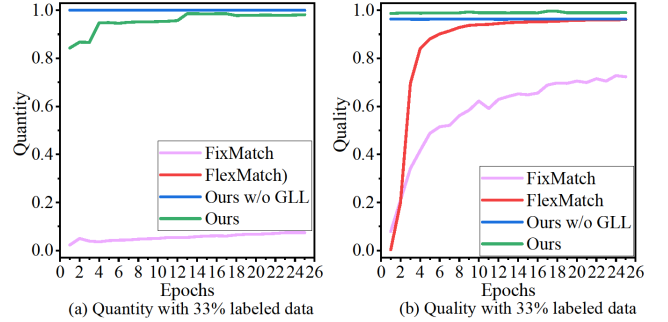 1.0
0.8
0.6
0.4
0.2
0.0
Quantity
FixMatch
FlexMatch)
Ours w/o GLL
Ours
0 2 4 6 8 10 12 14 16 18 20 22 24 26
Epochs
(a) Quantity with 33% labeled data
1.0
0.8
0.6
0.4
0.2
0.0
Quality
FixMatch
FlexMatch
Ours w/o GLL
Ours
0 2 4 6 8 10 12 14 16 18 20 22 24 26
Epochs
(b) Quality with 33% labeled data